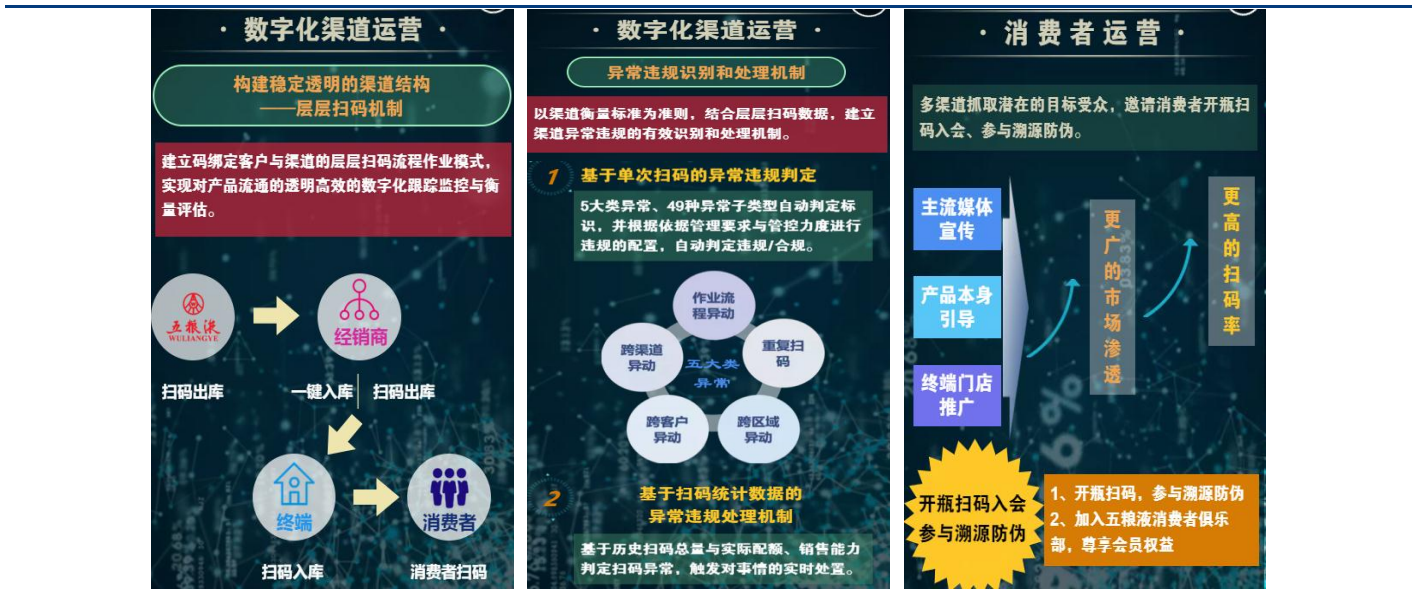 · 数字化渠道运营 ·
构建稳定透明的渠道结构
——层层扫码机制
建立码绑定客户与渠道的层层扫码流程作业模式，
实现对产品流通的透明高效的数字化跟踪监控与衡
量评估。
五粮液
WULIANGYE
经销商
扫码出库
一键入库
扫码出库
终端
消费者
扫码入库
消费者扫码
· 数字化渠道运营 ·
异常违规识别和处理机制
以渠道衡量标准为准则，结合层层扫码数据，建立
渠道异常违规的有效识别和处理机制。
1
基于单次扫码的异常违规判定
5大类异常、49种异常子类型自动判定标
识，并根据依据管理要求与管控力度进行
违规的配置，自动判定违规/合规。
作业流
程异动
跨渠道
异动
重复扫
码
五大类
异常
跨客户
异动
跨区域
异动
2
基于扫码统计数据的
异常违规处理机制
基于历史扫码总量与实际配额、销售能力
判定扫码异常，触发对事情的实时处置。
· 消费者运营 ·
多渠道抓取潜在的目标受众，邀请消费者开瓶扫
码入会、参与溯源防伪。
主流媒体
宣传
产品本身
引导
终端门店
推广
更广的市场渗透
更高的扫码率
开瓶扫码入会
参与溯源防伪
1、开瓶扫码，参与溯源防伪
2、加入五粮液消费者俱乐
部，尊享会员权益